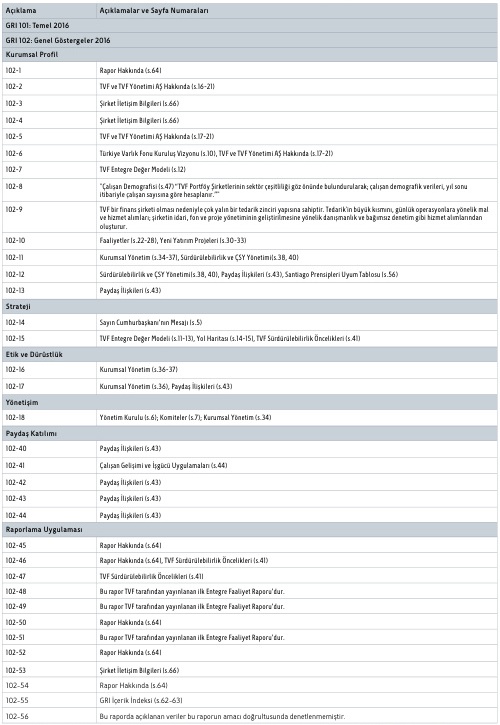 Açıklama Açıklamalar ve Sayfa Numaraları
GRI 101: Temel 2016
GRI 102: Genel Göstergeler 2016
Kurumsal Profil
102-1 Rapor Hakkında (s.64)
102-2 TVF ve TVF Yönetimi AŞ Hakkında (s.16-21)
102-3 Şirket İletişim Bilgileri (s.66)
102-4 Şirket İletişim Bilgileri (s.66)
102-5 TVF ve TVF Yönetimi AŞ Hakkında (s.17-21)
102-6 Türkiye Varlık Fonu Kuruluş Vizyonu (s.10), TVF ve TVF Yönetimi AŞ Hakkında (s.17-21)
102-7 TVF Entegre Değer Modeli (s.12)
102-8 "Çalışan Demografisi (s.47) "TVF Portföy Şirketlerinin sektör çeşitliliği göz önünde bulundurularak; çalışan demografik verileri, yıl sonu
itibariyle çalışan sayısına göre hesaplanır.""
102-9 TVF bir finans şirketi olması nedeniyle çok yalın bir tedarik zinciri yapısına sahiptir. Tedarik'in büyük kısmını, günlük operasyonlara yönelik mal
ve hizmet alımları; şirketin idari, fon ve proje yönetiminin geliştirilmesine yönelik danışmanlık ve bağımsız denetim gibi hizmet alımlarından
oluşturur.
102-10 Faaliyetler (s.22-28), Yeni Yatırım Projeleri (s.30-33)
102-11 Kurumsal Yönetim (s.34-37), Sürdürülebilirlik ve ÇSY Yönetimi(s.38, 40)
102-12 Sürdürülebilirlik ve ÇSY Yönetimi(s.38, 40), Paydaş İlişkileri (s.43), Santiago Prensipleri Uyum Tablosu (s.56)
102-13 Paydaş İlişkileri (s.43)
Strateji
102-14 Sayın Cumhurbaşkanı'nın Mesajı (s.5)
102-15 TVF Entegre Değer Modeli (s.11-13), Yol Haritası (s.14-15), TVF Sürdürülebilirlik Öncelikleri (s.41)
Etik ve Dürüstlük
102-16 Kurumsal Yönetim (s.36-37)
102-17 Kurumsal Yönetim (s.36), Paydaş İlişkileri (s.43)
Yönetişim
102-18 Yönetim Kurulu (s.6); Komiteler (s.7); Kurumsal Yönetim (s.34)
Paydaş Katılımı
102-40 Paydaş İlişkileri (s.43)
102-41 Çalışan Gelişimi ve İşgücü Uygulamaları (s.44)
102-42 Paydaş İlişkileri (s.43)
102-43 Paydaş İlişkileri (s.43)
102-44 Paydaş İlişkileri (s.43)
Raporlama Uygulaması
102-45 Rapor Hakkında (s.64)
102-46 Rapor Hakkında (s.64), TVF Sürdürülebilirlik Öncelikleri (s.41)
102-47 TVF Sürdürülebilirlik Öncelikleri (s.41)
102-48 Bu rapor TVF tarafından yayınlanan ilk Entegre Faaliyet Raporu'dur.
102-49 Bu rapor TVF tarafından yayınlanan ilk Entegre Faaliyet Raporu'dur.
102-50 Rapor Hakkında (s.64)
102-51 Bu rapor TVF tarafından yayınlanan ilk Entegre Faaliyet Raporu'dur.
102-52 Rapor Hakkında (s.64)
102-53 Şirket İletişim Bilgileri (s.66)
102-54 Rapor Hakkında (s.64)
102-55 GRI İçerik İndeksi (s.62-63)
102-56 Bu raporda açıklanan veriler bu raporun amacı doğrultusunda denetlenmemiştir.